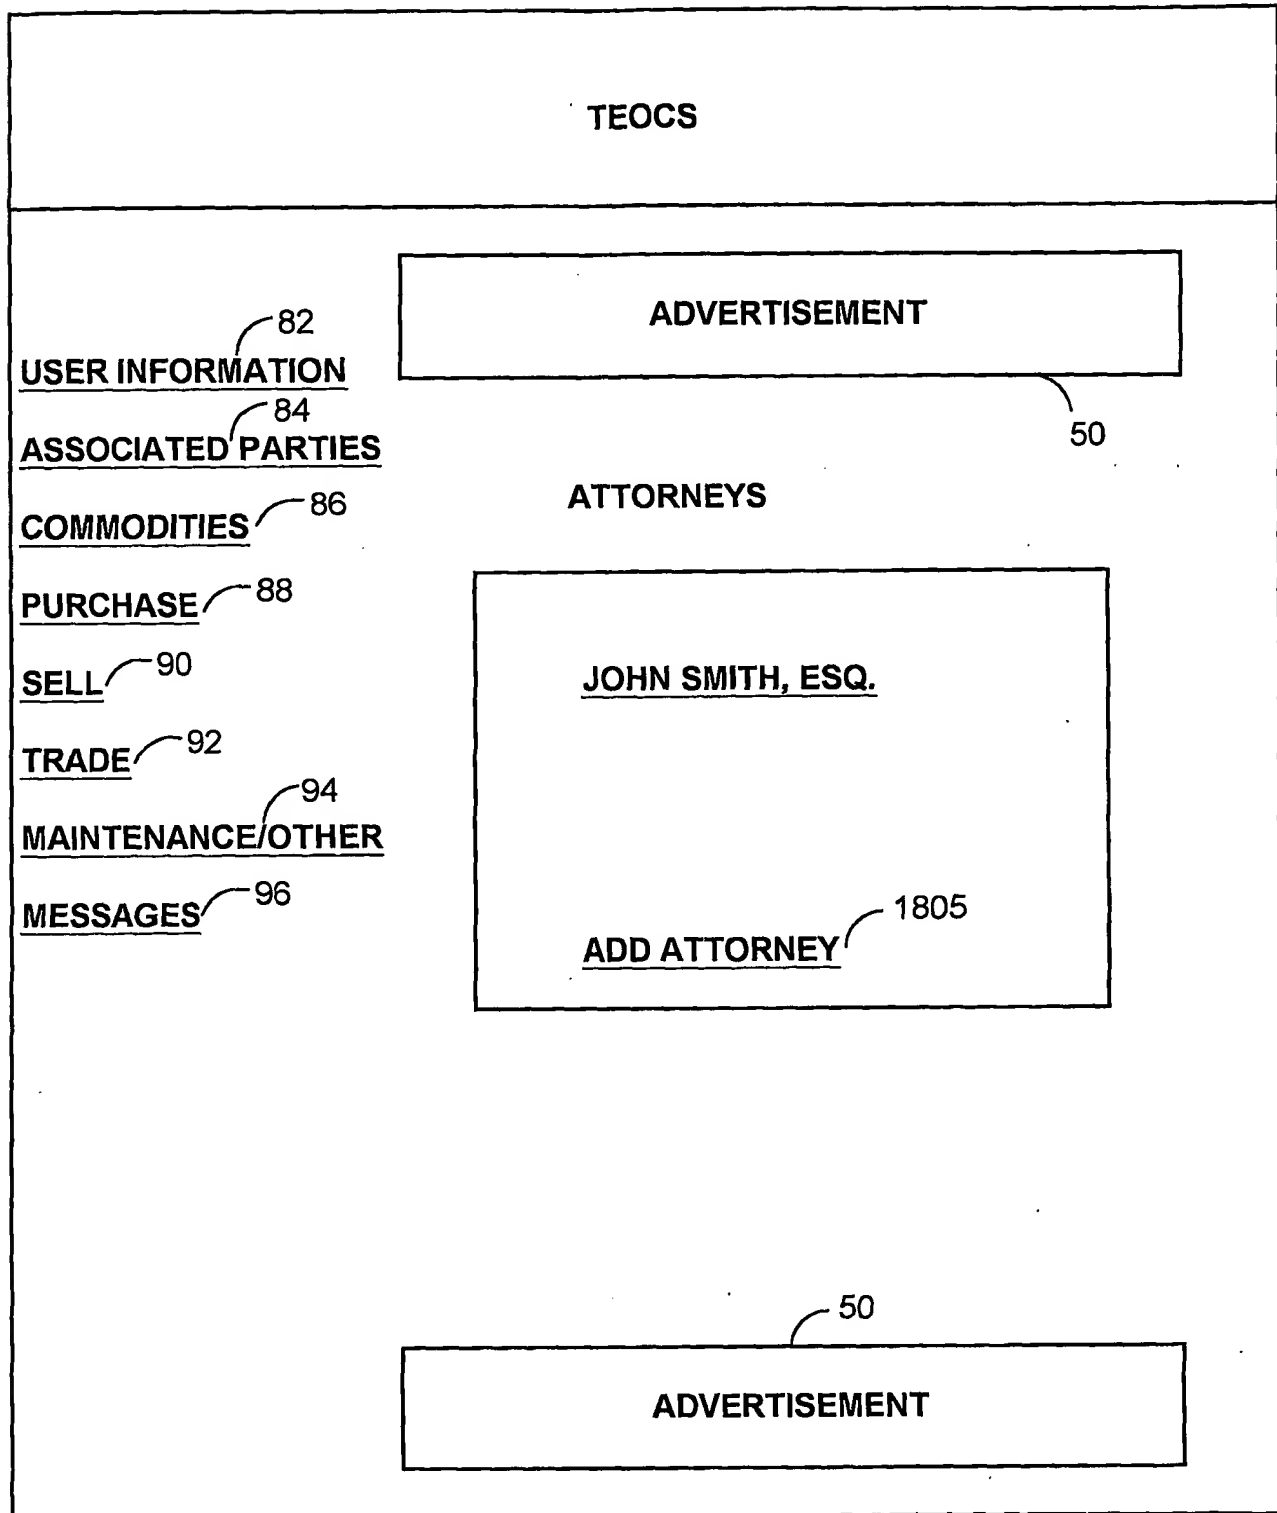 TEOCS
ADVERTISEMENT
50
82
USER INFORMATION
84
ASSOCIATED PARTIES
86
COMMODITIES
88
PURCHASE
90
SELL
92
TRADE
94
MAINTENANCE/OTHER
96
MESSAGES
ATTORNEYS
JOHN SMITH, ESQ.
1805
ADD ATTORNEY
50
ADVERTISEMENT